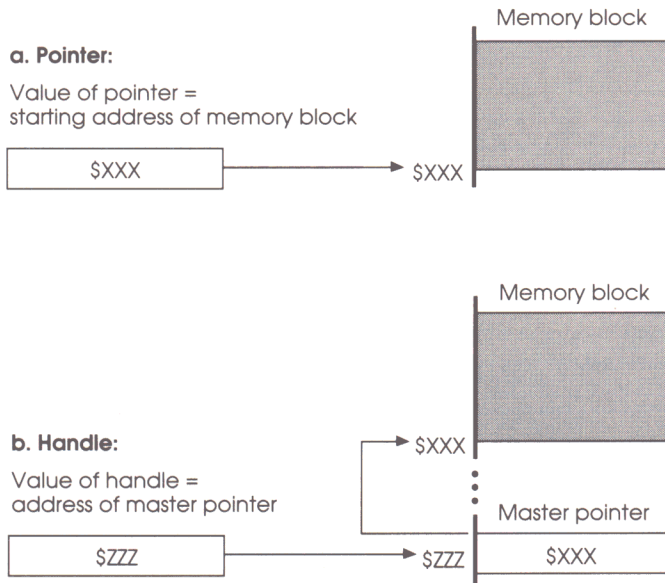 Memory block
a. Pointer:
Value of pointer =
starting address of memory block
$XXX
$XXX
Memory block
b. Handle:
$XXX
Value of handle =
address of master pointer
Master pointer
$ZZZ
$ZZZ
$XXX